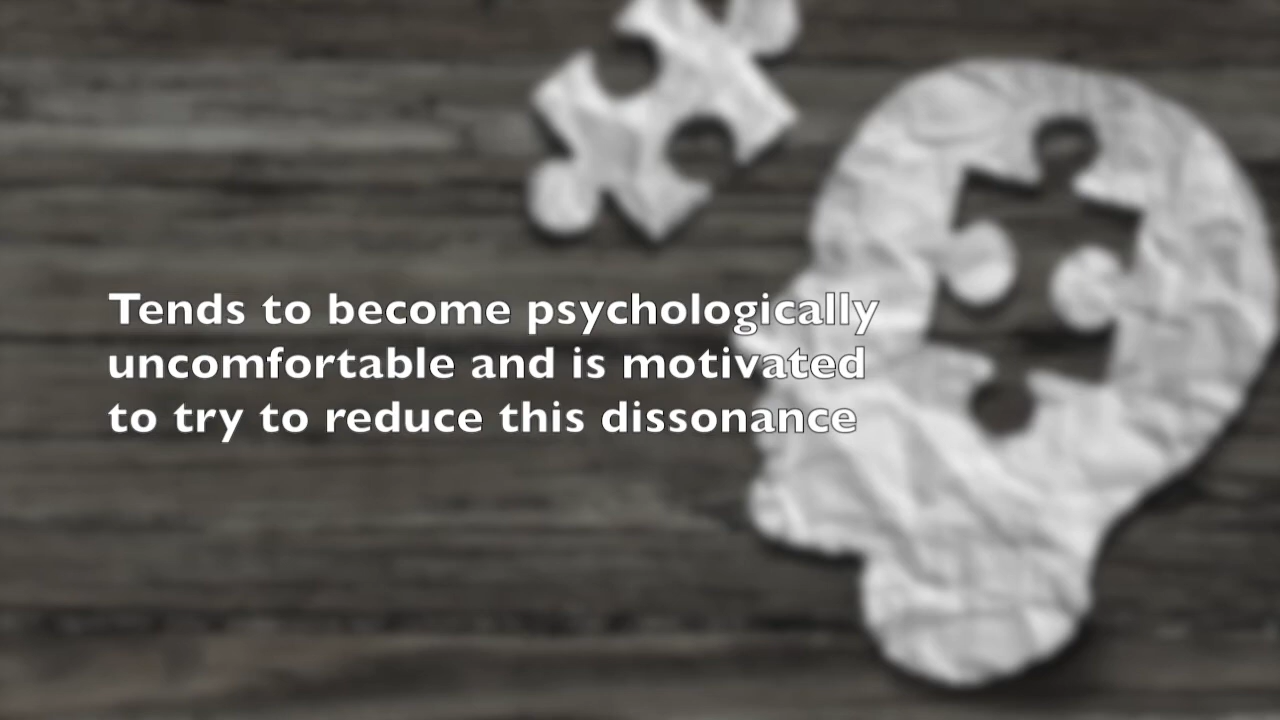 Tends to become psychologically
uncomfortable and is motivated
to try to reduce this dissonance